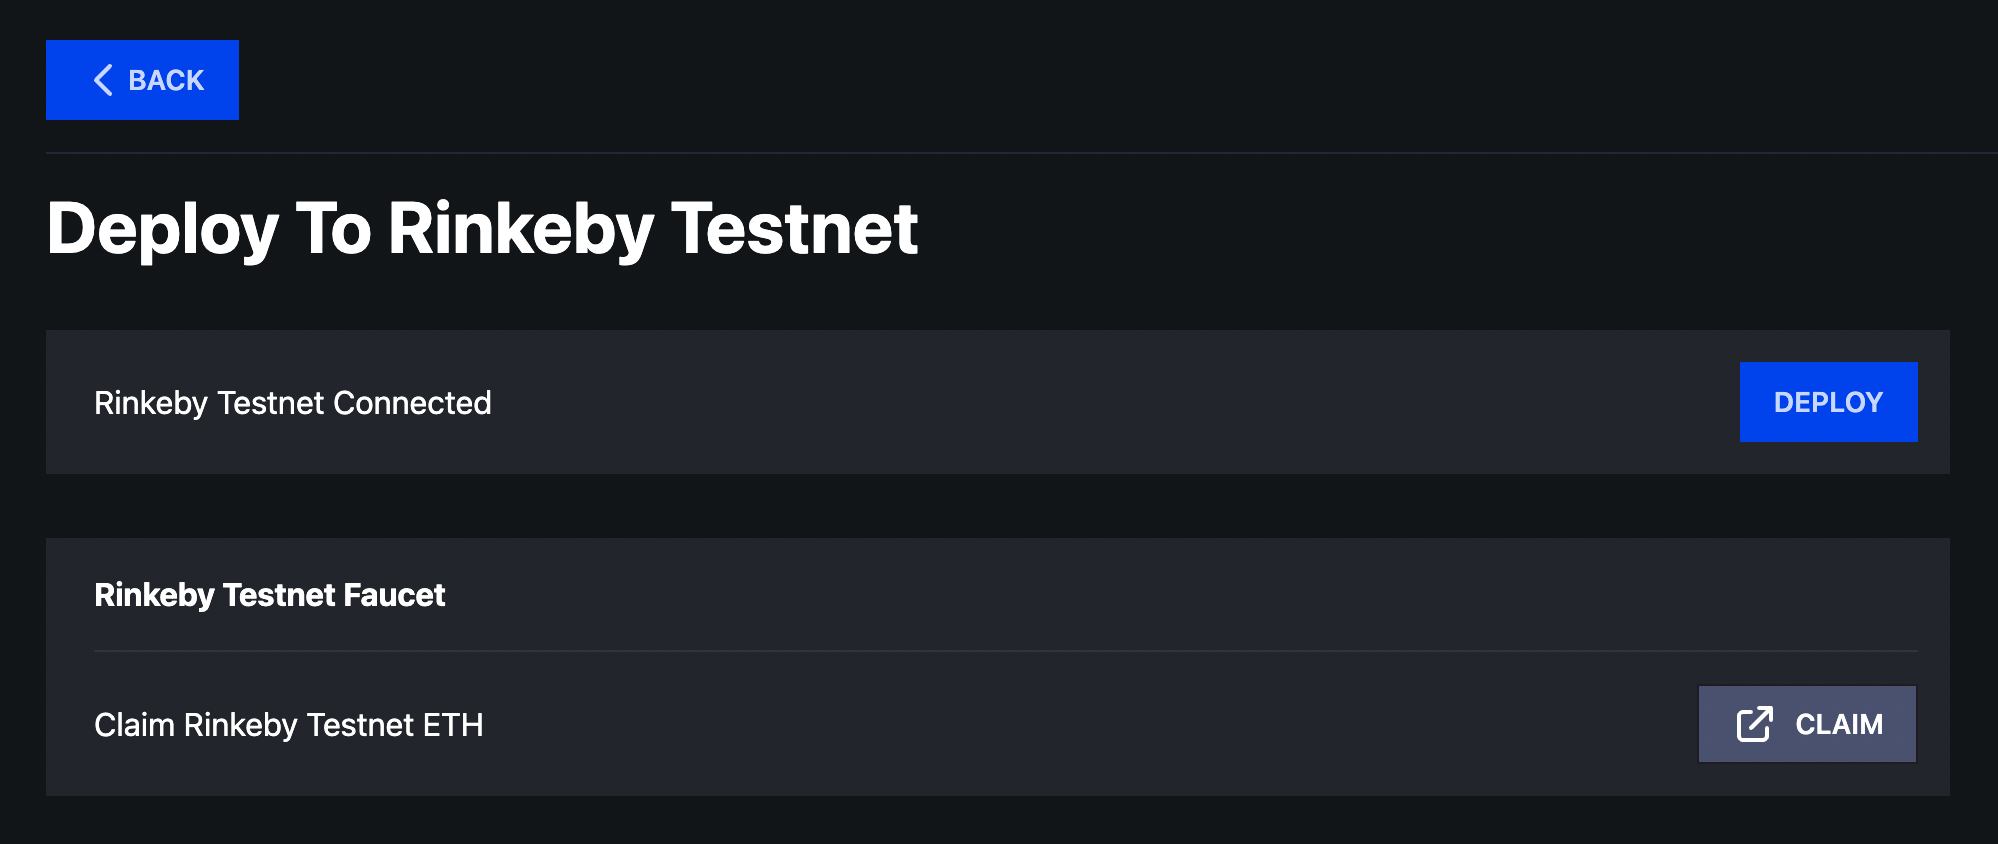 BACK
Deploy To Rinkeby Testnet
Rinkeby Testnet Connected
DEPLOY
Rinkeby Testnet Faucet
Claim Rinkeby Testnet ETH
CLAIM